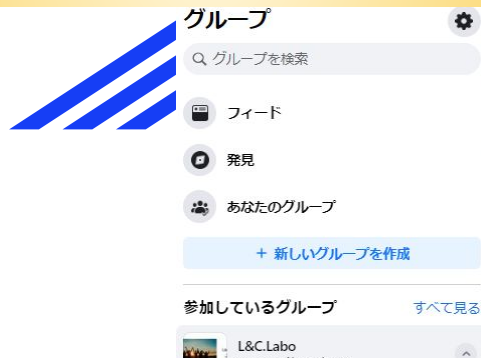 グループ
グループを検索
フィード
発見
あなたのグループ
+ 新しいグループを作成
参加しているグループ すべて見る
L&C.Labo